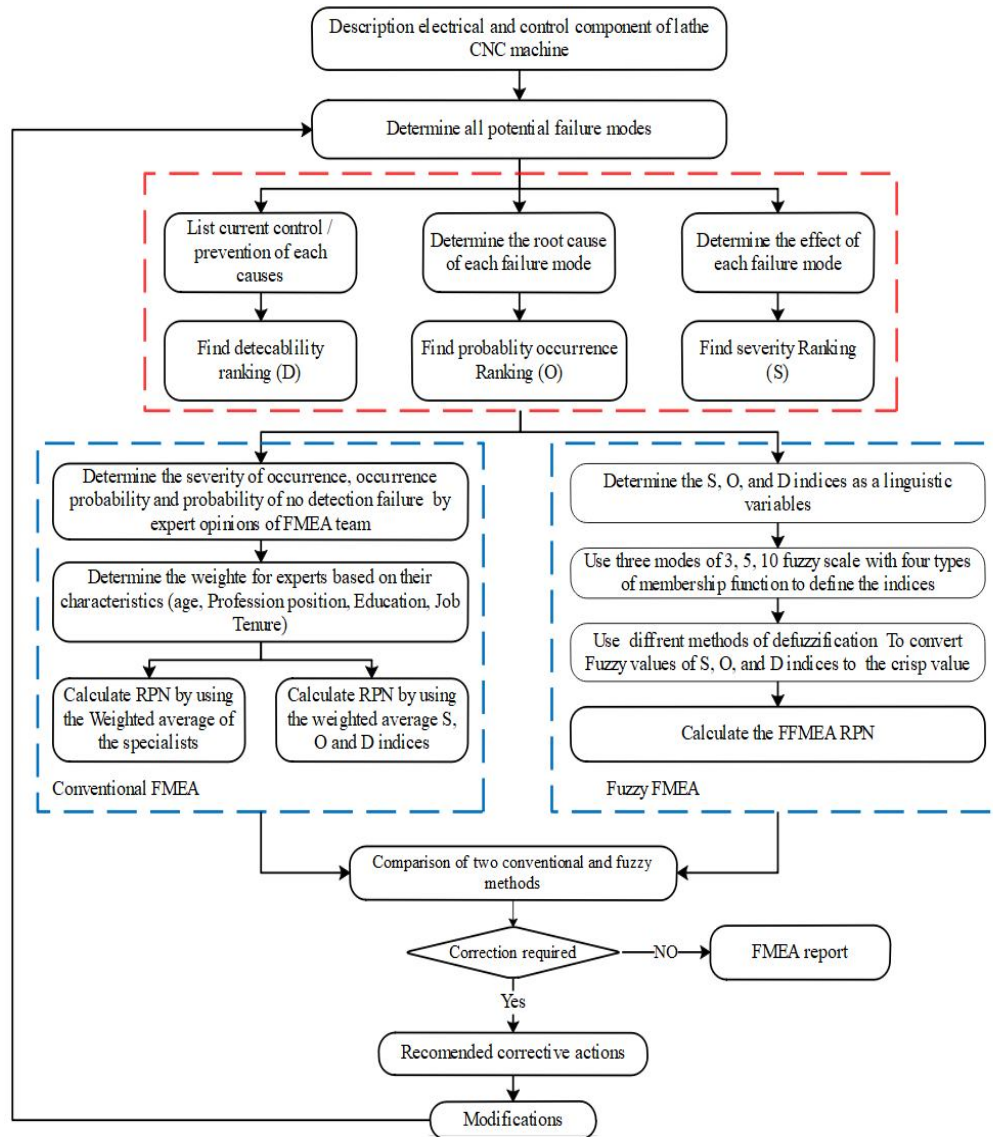 Description electrical and control component of lathe
CNC machine
Determine all potential failure modes
List current control /
prevention of each
causes
Determine the root cause
of each failure mode
Determine the effect of
each failure mode
Find detecablility
ranking (D)
Find probablity occurrence
Ranking (O)
Find severity Ranking
(S)
Determine the severity of occurrence, occurrence
probability and probability of no detection failure by
expert opinions of FMEA team
Determine the weighte for experts based on their
characteristics (age, Profession position, Education, Job
Tenure)
Calculate RPN by using
the Weighted average of
the specialists
Calculate RPN by using
the weighted average S,
O and D indices
Conventional FMEA
Determine the S, O, and D indices as a linguistic
variables
Use three modes of 3, 5, 10 fuzzy scale with four types
of membership function to define the indices
Use diffrent methods of defuzzification To convert
Fuzzy values of S, O, and D indices to the crisp value
Calculate the FFMEA RPN
Fuzzy FMEA
Comparison of two conventional and fuzzy
methods
Correction required
NO
FMEA report
Yes
Recomended corrective actions
Modifications